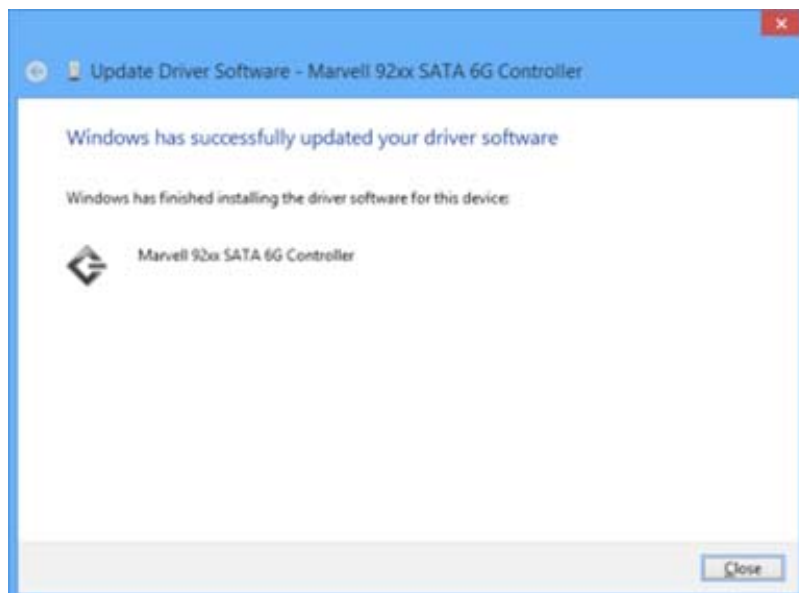 Update Driver Software - Marvell 92xx SATA 6G Controller
Windows has successfully updated your driver software
Windows has finished installing the driver software for this device:
Marvell 92xx SATA 6G Controller
Close